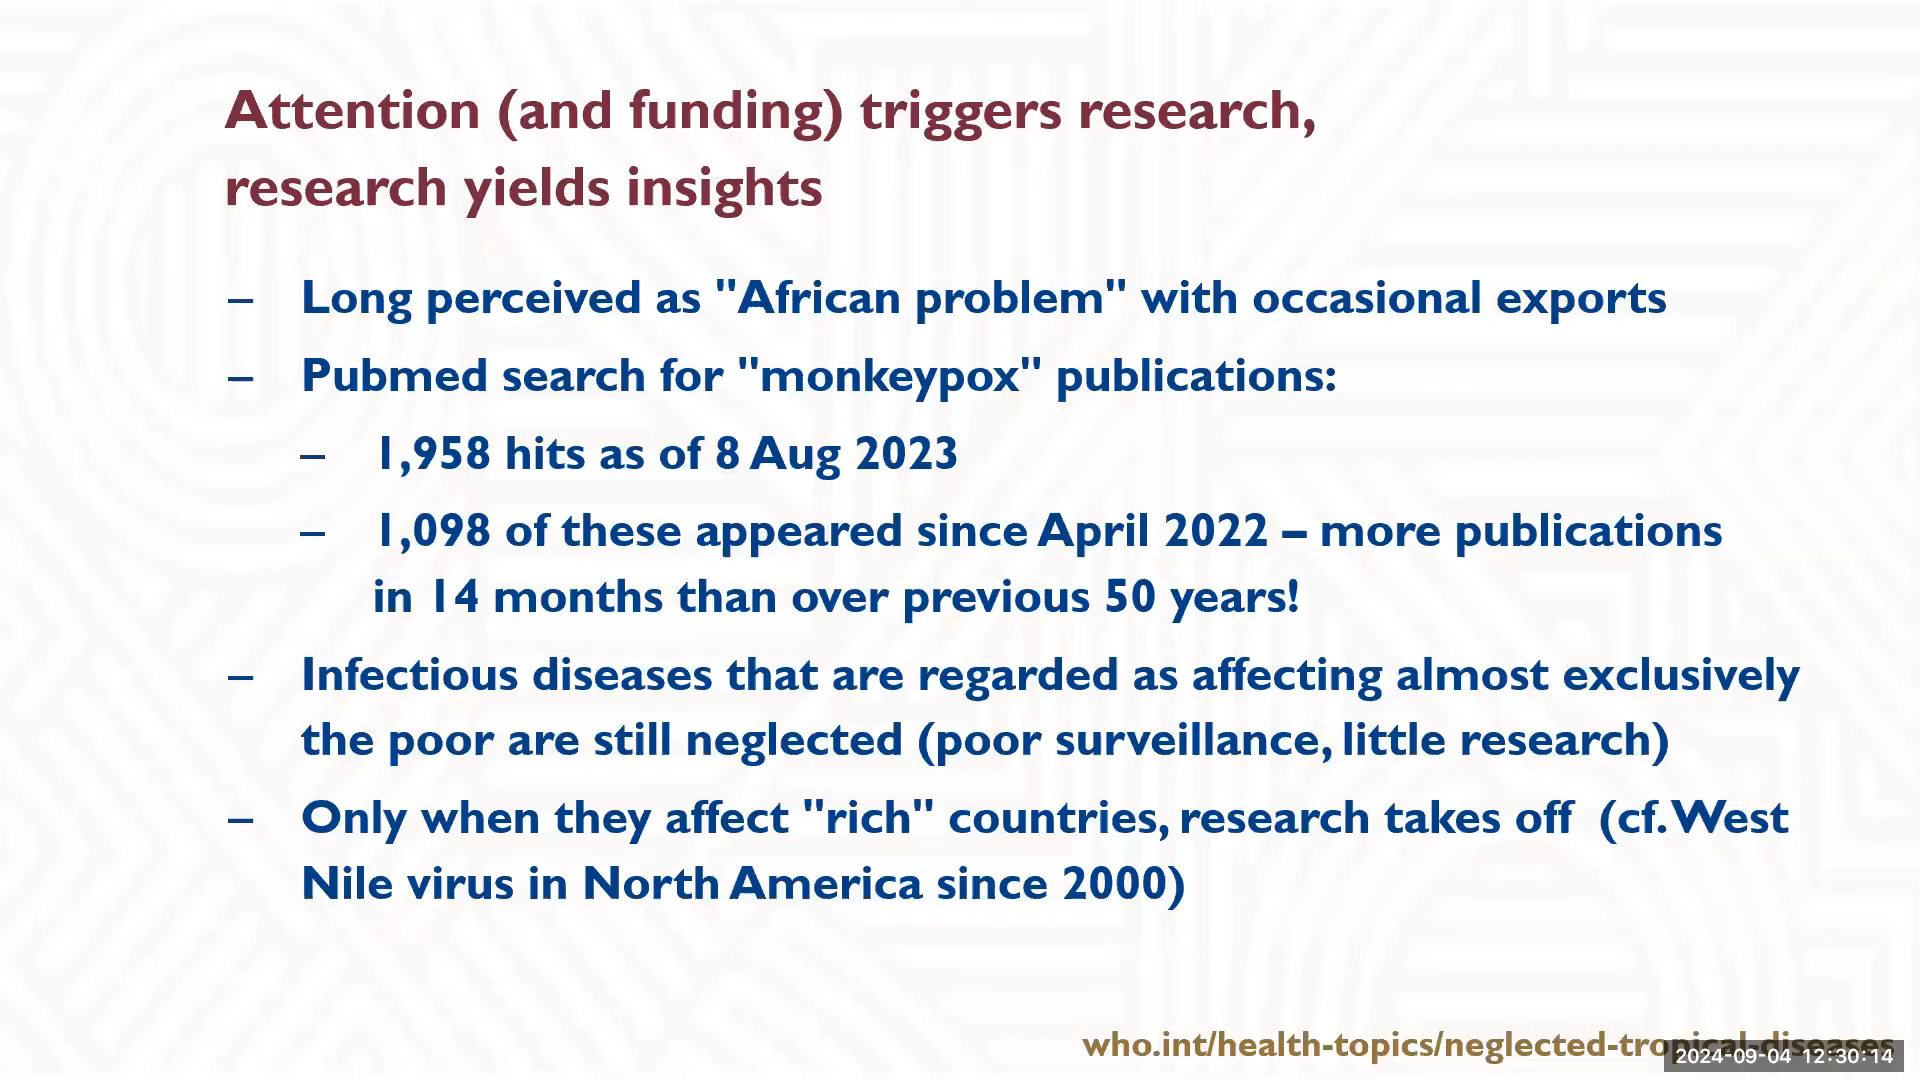 Attention (and funding) triggers research,
research yields insights
– Long perceived as "African problem" with occasional exports
– Pubmed search for "monkeypox" publications:
– 1,958 hits as of 8 Aug 2023
– 1,098 of these appeared since April 2022 – more publications
in 14 months than over previous 50 years!
– Infectious diseases that are regarded as affecting almost exclusively
the poor are still neglected (poor surveillance, little research)
– Only when they affect "rich" countries, research takes off (cf. West
Nile virus in North America since 2000)
who.int/health-topics/neglected-tropical-diseases
2024-09-04 12:30:14